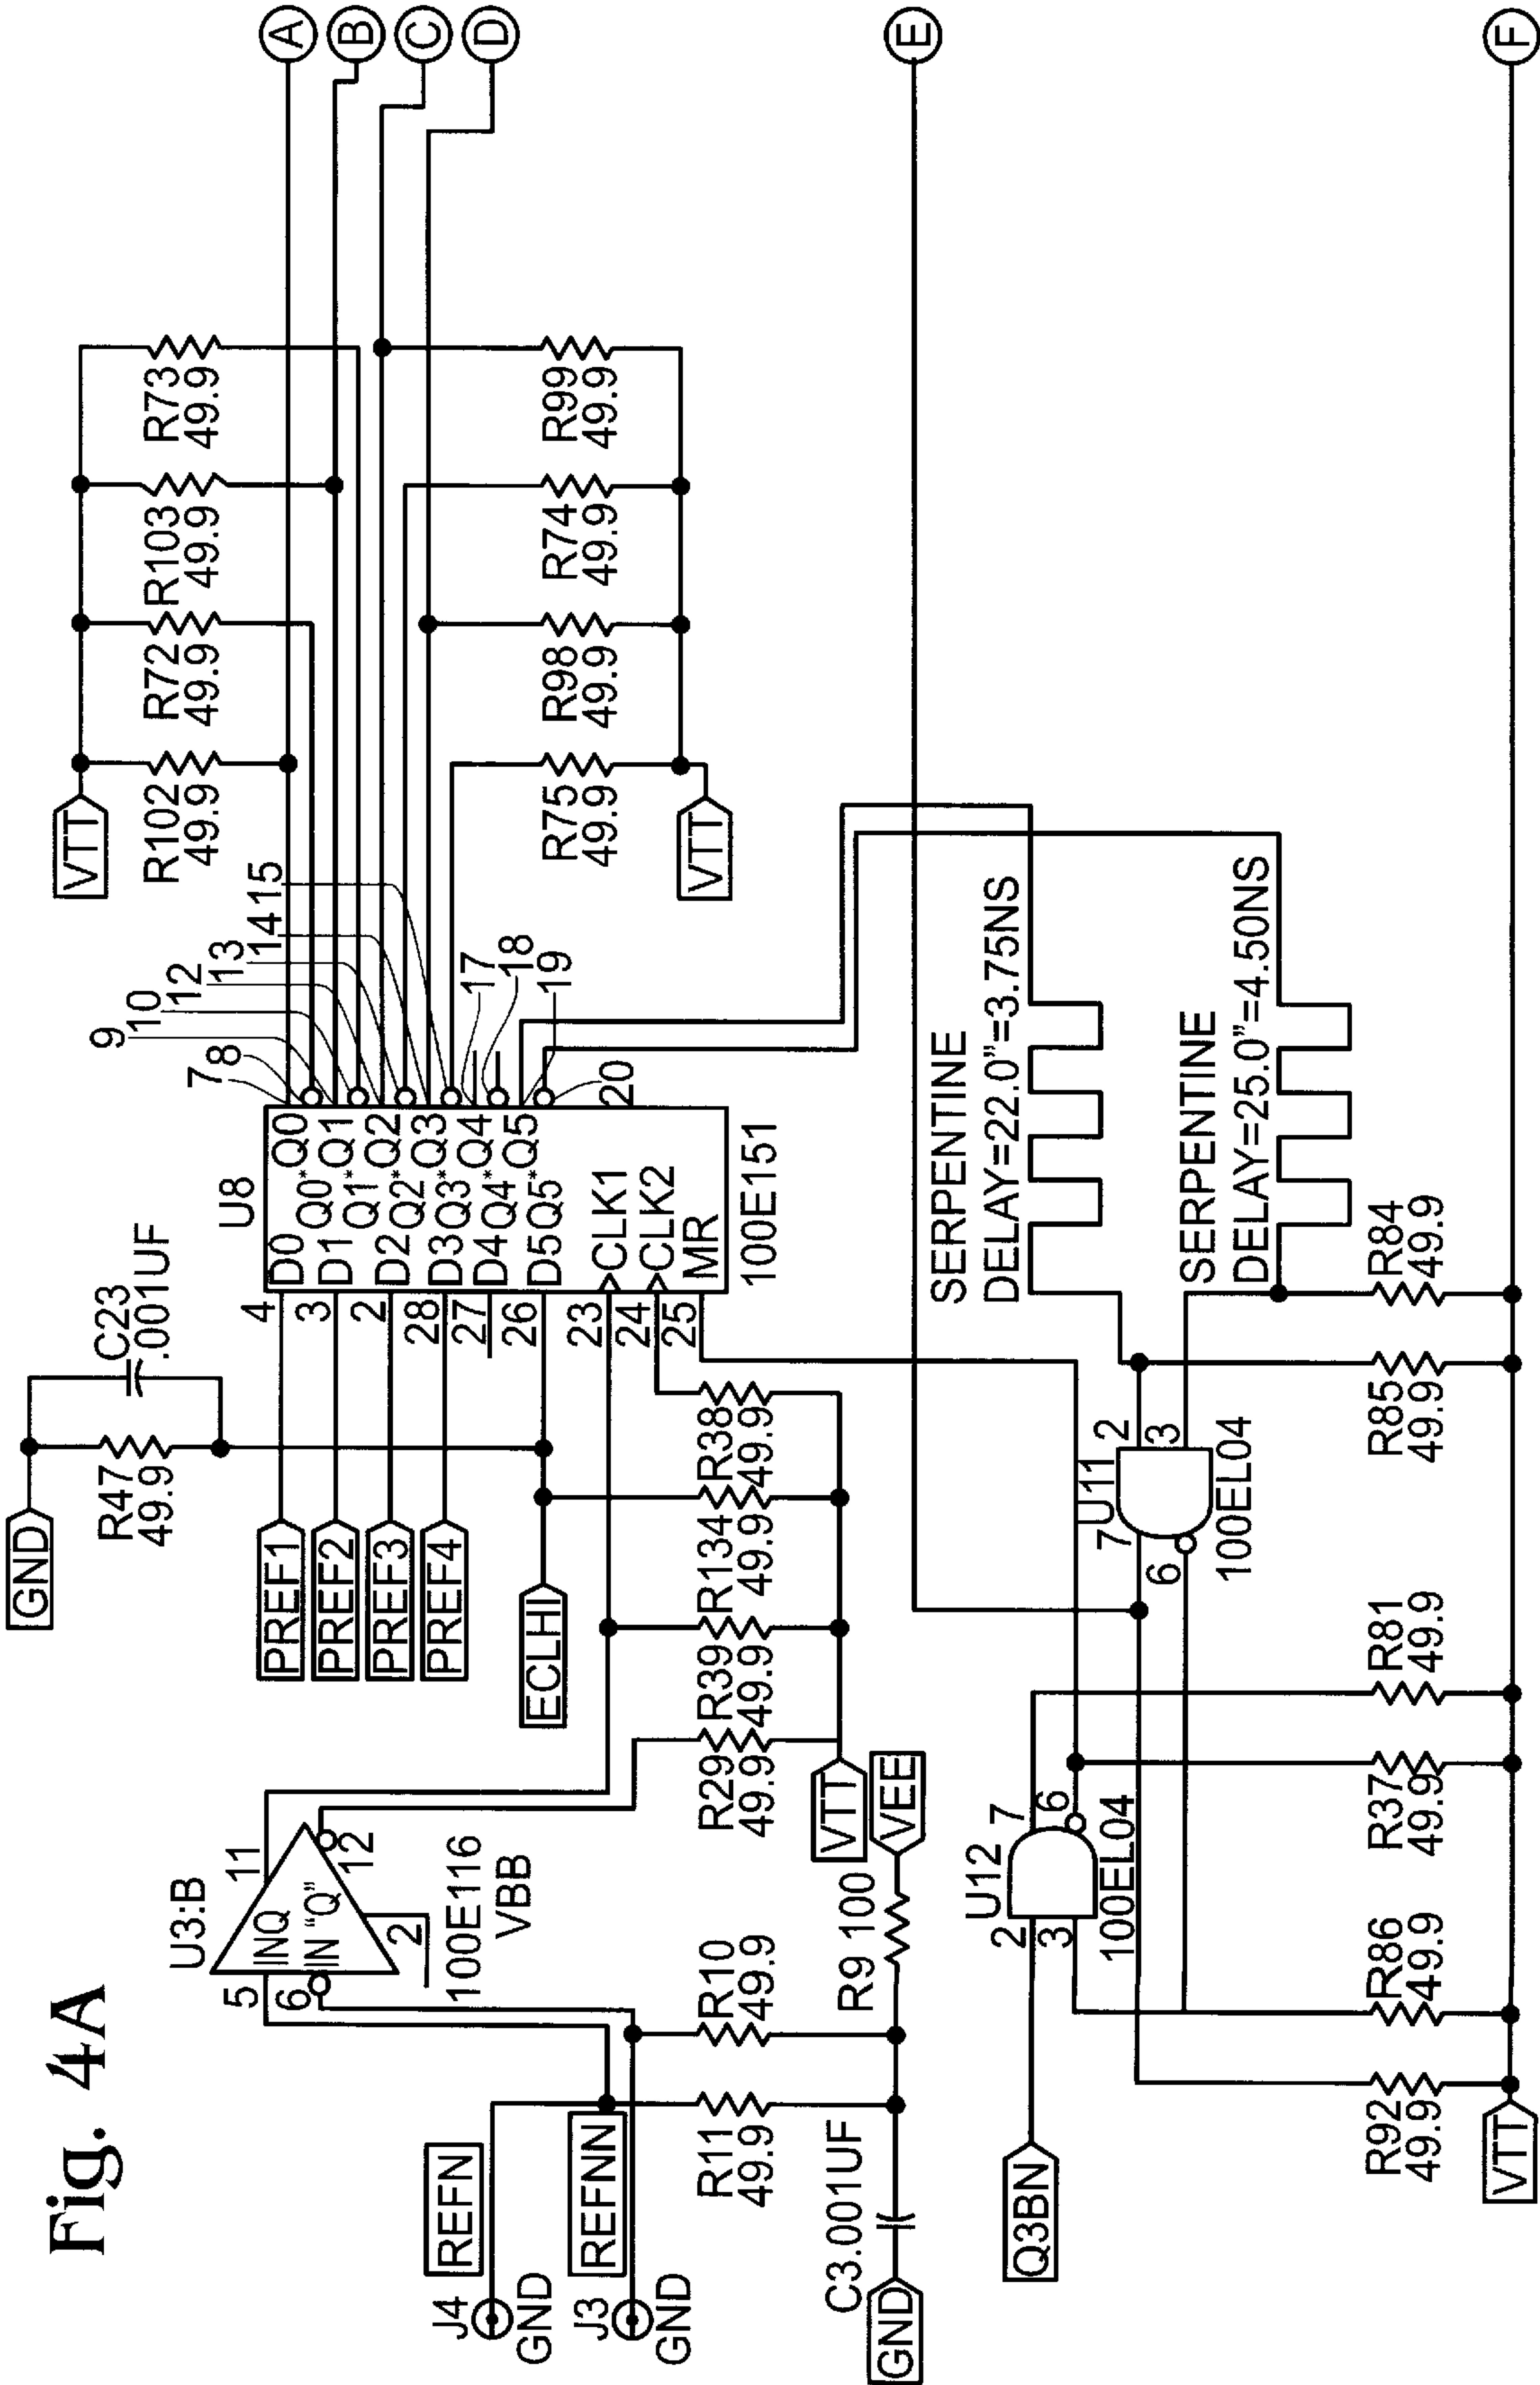 Fig. 4A
A
B
C
D
E
F
VTT
R102
49.9
R72
49.9
R103
49.9
R73
49.9
R75
49.9
R98
49.9
R74
49.9
R99
49.9
VTT
GND
R47
49.9
C23
.001UF
PREF1
PREF2
PREF3
PREF4
ECLHI
4
3
2
28
27
26
23
24
25
U8
D0 Q0
Q0*
D1 Q1
Q1*
D2 Q2
Q2*
D3 Q3
Q3*
D4 Q4
Q4*
D5 Q5
Q5*
CLK1
CLK2
MR
100E151
7
8
9
10
12
13
14
15
17
18
19
20
U3:B
5
6
INQ
IN “Q”
11
12
2
100E116
VBB
J4
GND
REFN
J3
GND
REFNN
R11
49.9
R10
49.9
R9 100
VEE
C3 .001UF
GND
R29
49.9
R39
49.9
R134
49.9
R38
49.9
VTT
SERPENTINE
DELAY=22.0”=3.75NS
SERPENTINE
DELAY=25.0”=4.50NS
Q3BN
U12
2
3
7
6
100EL04
U11
7
6
2
3
100EL04
R92
49.9
R86
49.9
R37
49.9
R81
49.9
R85
49.9
R84
49.9
VTT